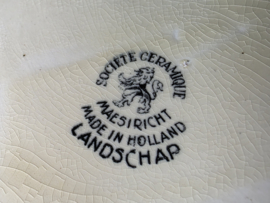 SOCIETE CERAMIQUE
MAESTRICHT
MADE IN HOLLAND
LANDSCHAP